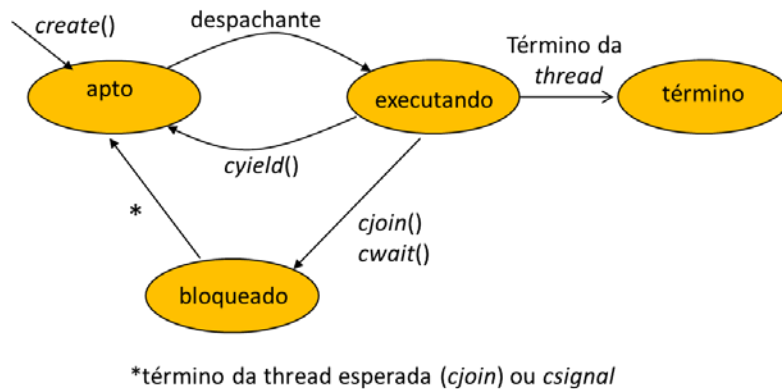 create()
despachante
apto
executando
Término da
thread
término
cyield()
*
cjoin()
cwait()
bloqueado
*término da thread esperada (cjoin) ou csignal